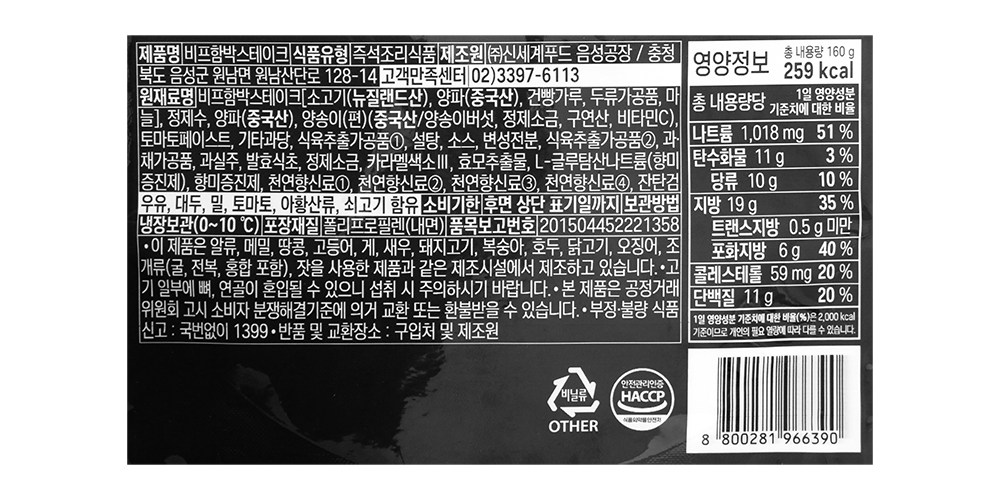 제품명 비프함박스테이크 식품유형 즉석조리식품 제조원 ㈜신세계푸드 음성공장 / 충청
북도 음성군 원남면 원남산단로 128-14 고객만족센터 02)3397-6113
원재료명 비프함박스테이크[소고기(뉴질랜드산), 양파(중국산), 건빵가루, 두류가공품, 마
늘], 정제수, 양파(중국산), 양송이(편)(중국산/양송이버섯, 정제소금, 구연산, 비타민C),
토마토페이스트, 기타과당, 식육추출가공품①, 설탕, 소스, 변성전분, 식육추출가공품②, 과
채가공품, 과실주, 발효식초, 정제소금, 카라멜색소Ⅲ, 효모추출물, L-글루탐산나트륨(향미
증진제), 향미증진제, 천연향신료①, 천연향신료②, 천연향신료③, 천연향신료④, 잔탄검
우유, 대두, 밀, 토마토, 아황산류, 쇠고기 함유 소비기한 후면 상단 표기일까지 보관방법
냉장보관(0~10 ℃) 포장재질 폴리프로필렌(내면) 품목보고번호 201504452221358
• 이 제품은 알류, 메밀, 땅콩, 고등어, 게, 새우, 돼지고기, 복숭아, 호두, 닭고기, 오징어, 조
개류(굴, 전복, 홍합 포함), 잣을 사용한 제품과 같은 제조시설에서 제조하고 있습니다. • 고
기 일부에 뼈, 연골이 혼입될 수 있으니 섭취 시 주의하시기 바랍니다. • 본 제품은 공정거래
위원회 고시 소비자 분쟁해결기준에 의거 교환 또는 환불받을 수 있습니다. • 부정·불량 식품
신고 : 국번없이 1399 • 반품 및 교환장소 : 구입처 및 제조원
영양정보 총 내용량 160 g
259 kcal
총 내용량당 1일 영양성분
기준치에 대한 비율
나트륨 1,018 mg 51 %
탄수화물 11 g 3 %
당류 10 g 10 %
지방 19 g 35 %
트랜스지방 0.5 g 미만
포화지방 6 g 40 %
콜레스테롤 59 mg 20 %
단백질 11 g 20 %
1일 영양성분 기준치에 대한 비율(%)은 2,000 kcal
기준이므로 개인의 필요 열량에 따라 다를 수 있습니다.
비닐류
OTHER
안전관리인증
HACCP
식품의약품안전처
8 800281 966390